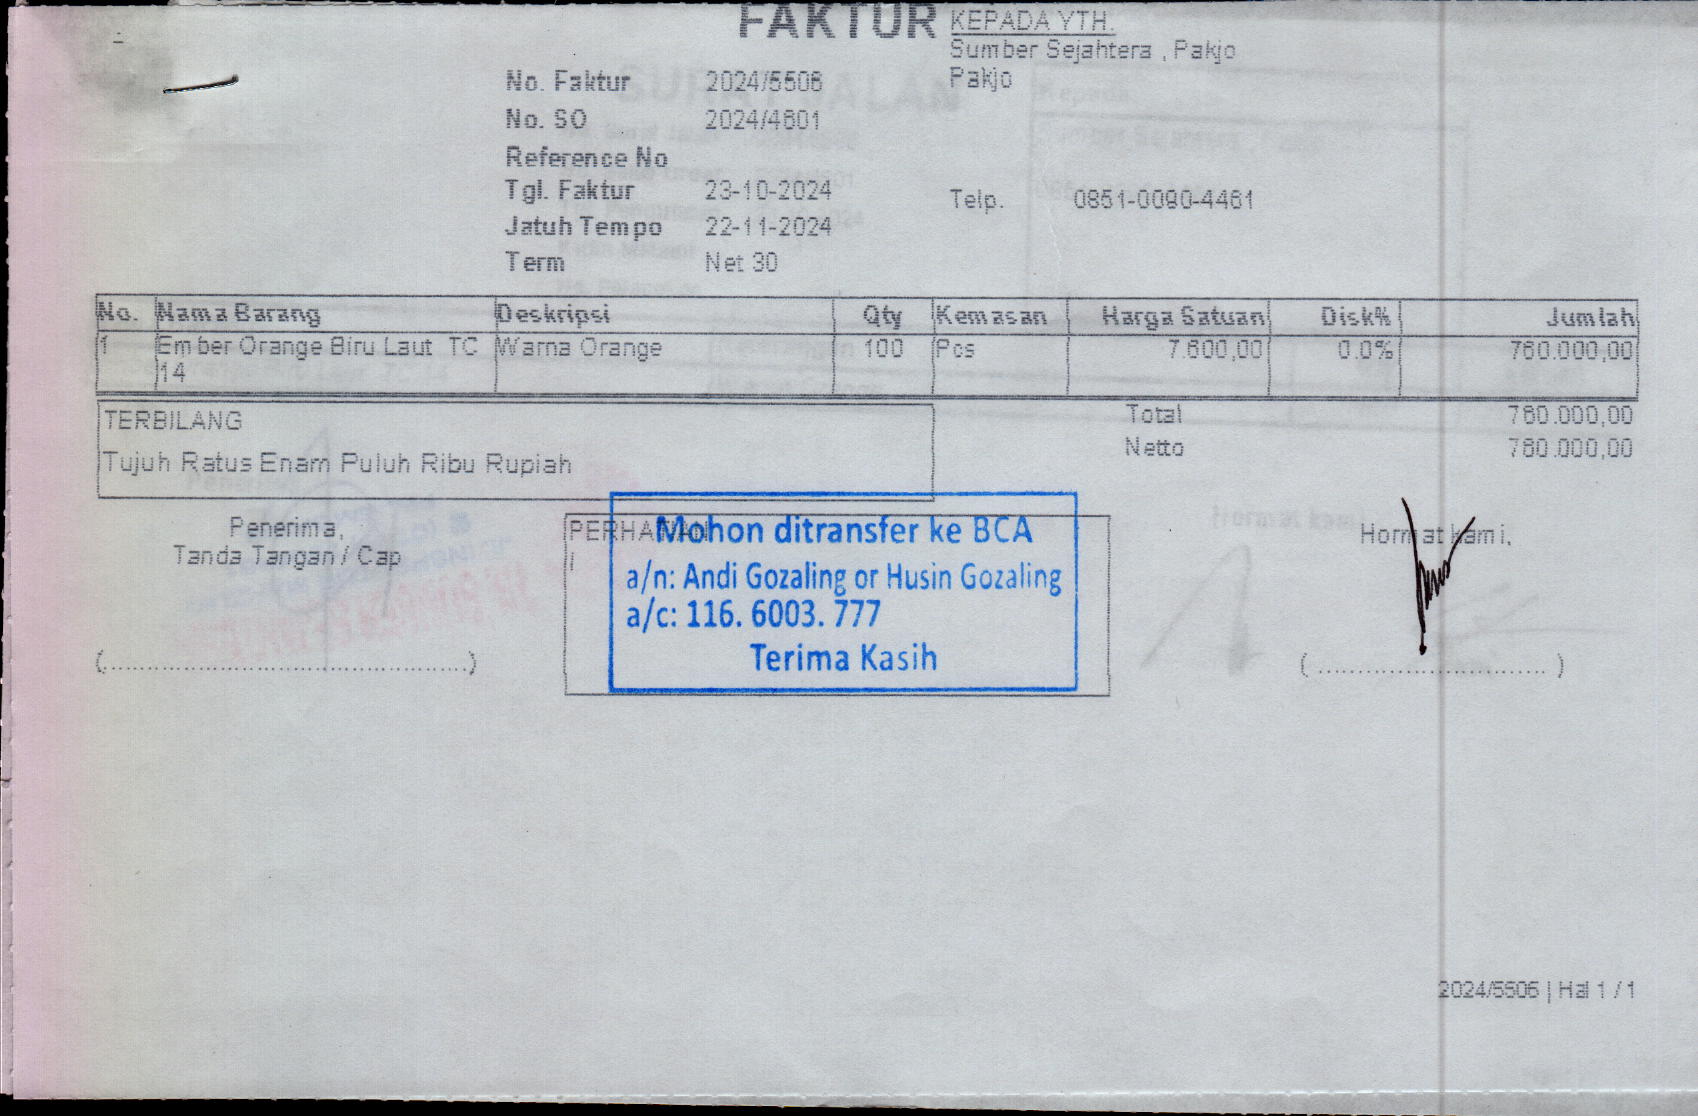 FAKTUR
KEPADA YTH.
Sumber Sejahtera , Pakjo
Pakjo
No. Faktur 2024/5506
No. SO 2024/4601
Reference No
Tgl. Faktur 23-10-2024
Telp. 0851-0090-4461
Jatuh Tempo 22-11-2024
Term Net 30
No. Nama Barang Deskripsi Qty Kemasan Harga Satuan Disk% Jumlah
1 Ember Orange Biru Laut TC Warna Orange 100 Pcs 7.600,00 0.0% 760.000,00
14
TERBILANG
Total 760.000,00
Netto 760.000,00
Tujuh Ratus Enam Puluh Ribu Rupiah
Penerima,
Tanda Tangan / Cap
PERHATIAN
Mohon ditransfer ke BCA
a/n: Andi Gozaling or Husin Gozaling
a/c: 116. 6003. 777
Terima Kasih
Hormat kami,
(..........................................)
( ........................... )
2024/5506 | Hal 1 / 1